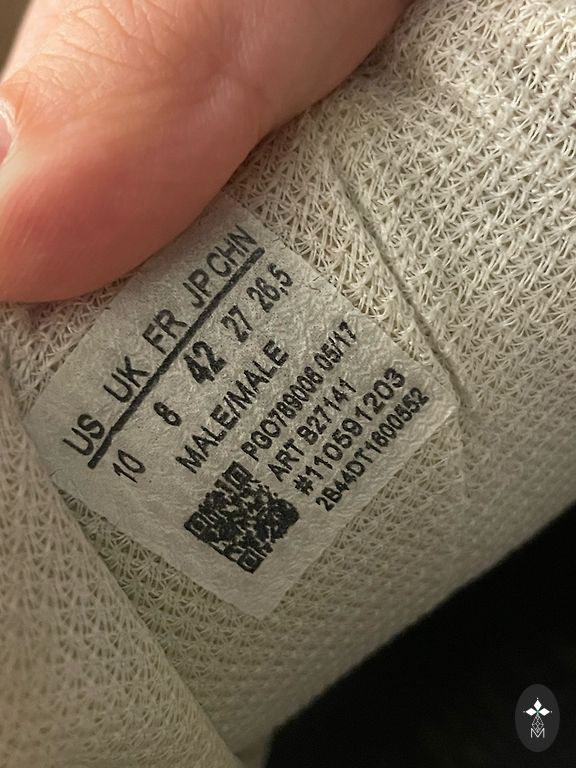 US UK FR JP CHN
10 8 42 27 26,5
MALE/MALE
PGO789006 05/17
ART B27141
#110591203
2B44DT1600552
M